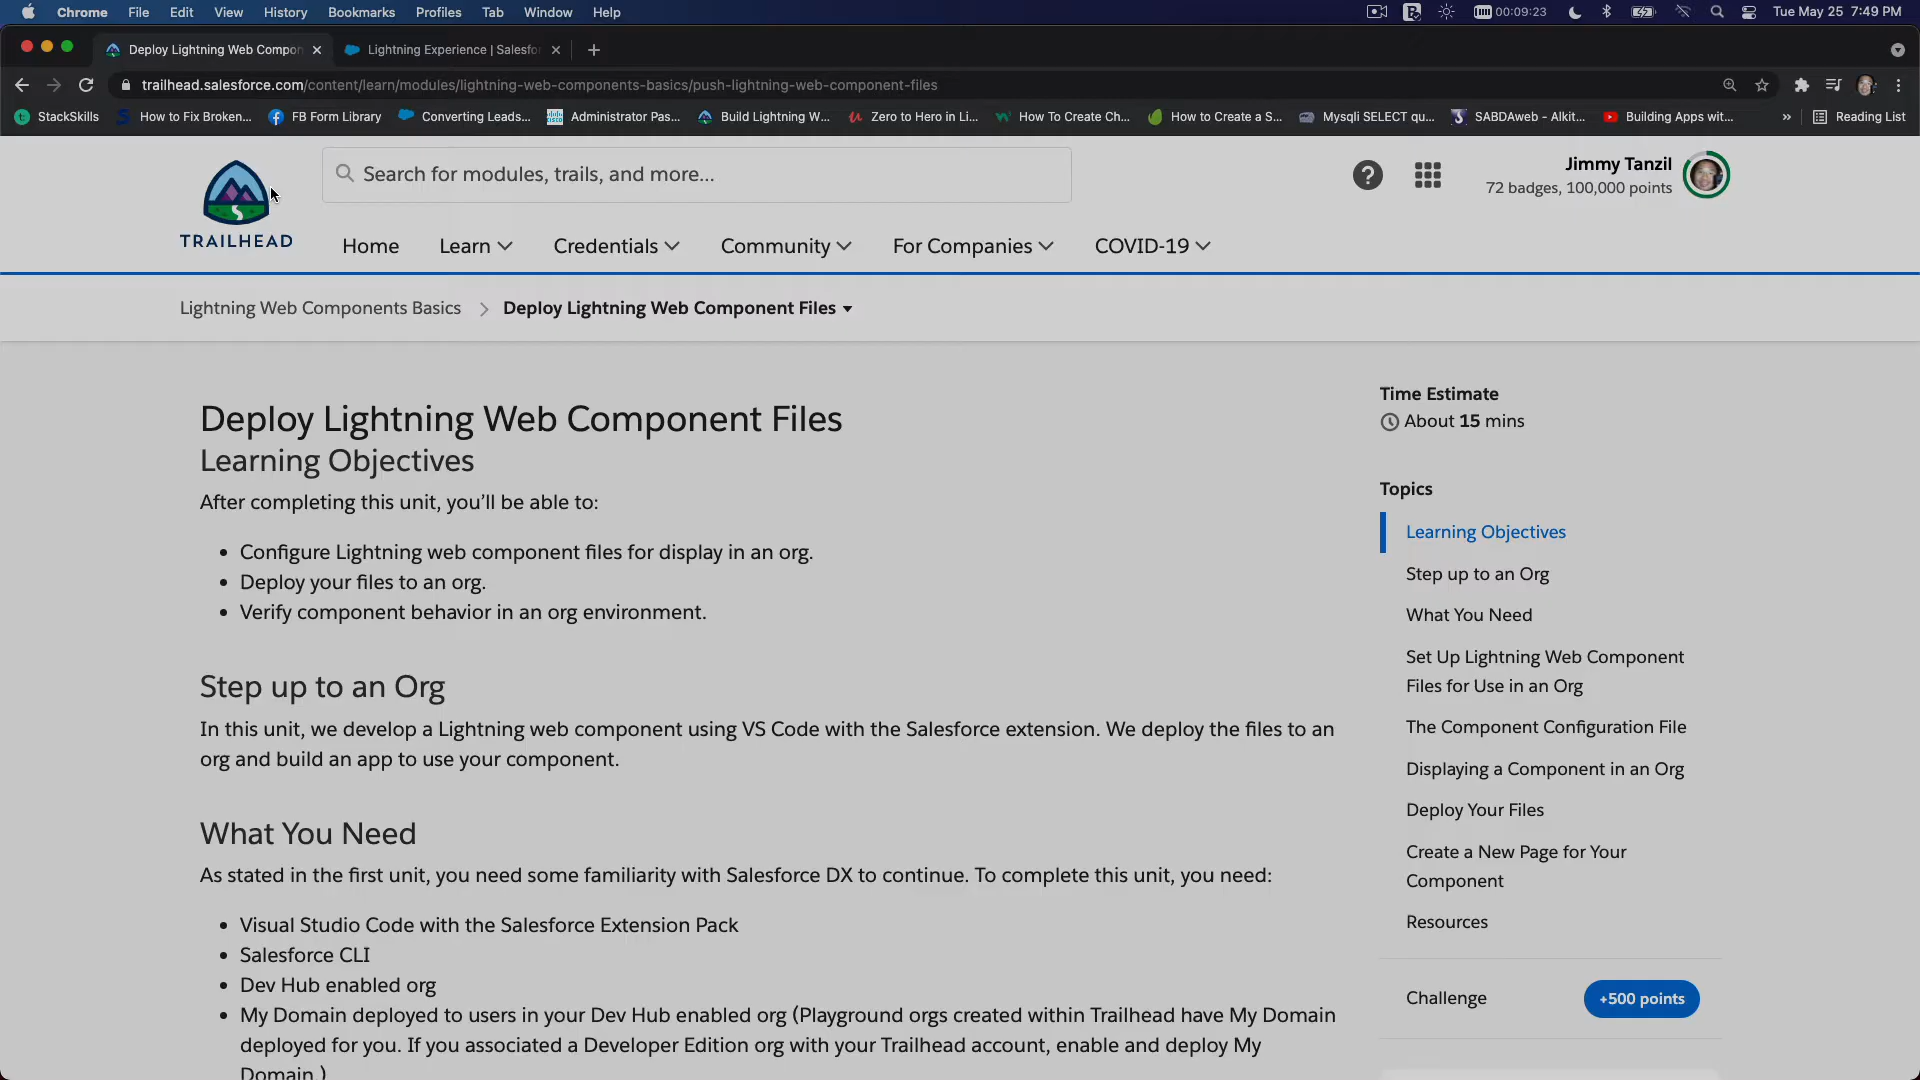 Chrome File Edit View History Bookmarks Profiles Tab Window Help 00:09:23 Tue May 25 7:49 PM
Deploy Lightning Web Compon Lightning Experience | Salesfor
trailhead.salesforce.com/content/learn/modules/lightning-web-components-basics/push-lightning-web-component-files
StackSkills How to Fix Broken... FB Form Library Converting Leads... Administrator Pas... Build Lightning W... Zero to Hero in Li... How To Create Ch... How to Create a S... Mysqli SELECT qu... SABDAweb - Alkit... Building Apps wit... » Reading List
TRAILHEAD
Search for modules, trails, and more...
Jimmy Tanzil
72 badges, 100,000 points
Home Learn Credentials Community For Companies COVID-19
Lightning Web Components Basics Deploy Lightning Web Component Files
Deploy Lightning Web Component Files
Learning Objectives
After completing this unit, you’ll be able to:
• Configure Lightning web component files for display in an org.
• Deploy your files to an org.
• Verify component behavior in an org environment.
Step up to an Org
In this unit, we develop a Lightning web component using VS Code with the Salesforce extension. We deploy the files to an
org and build an app to use your component.
What You Need
As stated in the first unit, you need some familiarity with Salesforce DX to continue. To complete this unit, you need:
• Visual Studio Code with the Salesforce Extension Pack
• Salesforce CLI
• Dev Hub enabled org
• My Domain deployed to users in your Dev Hub enabled org (Playground orgs created within Trailhead have My Domain
deployed for you. If you associated a Developer Edition org with your Trailhead account, enable and deploy My
Domain.)
Time Estimate
About 15 mins
Topics
Learning Objectives
Step up to an Org
What You Need
Set Up Lightning Web Component
Files for Use in an Org
The Component Configuration File
Displaying a Component in an Org
Deploy Your Files
Create a New Page for Your
Component
Resources
Challenge +500 points